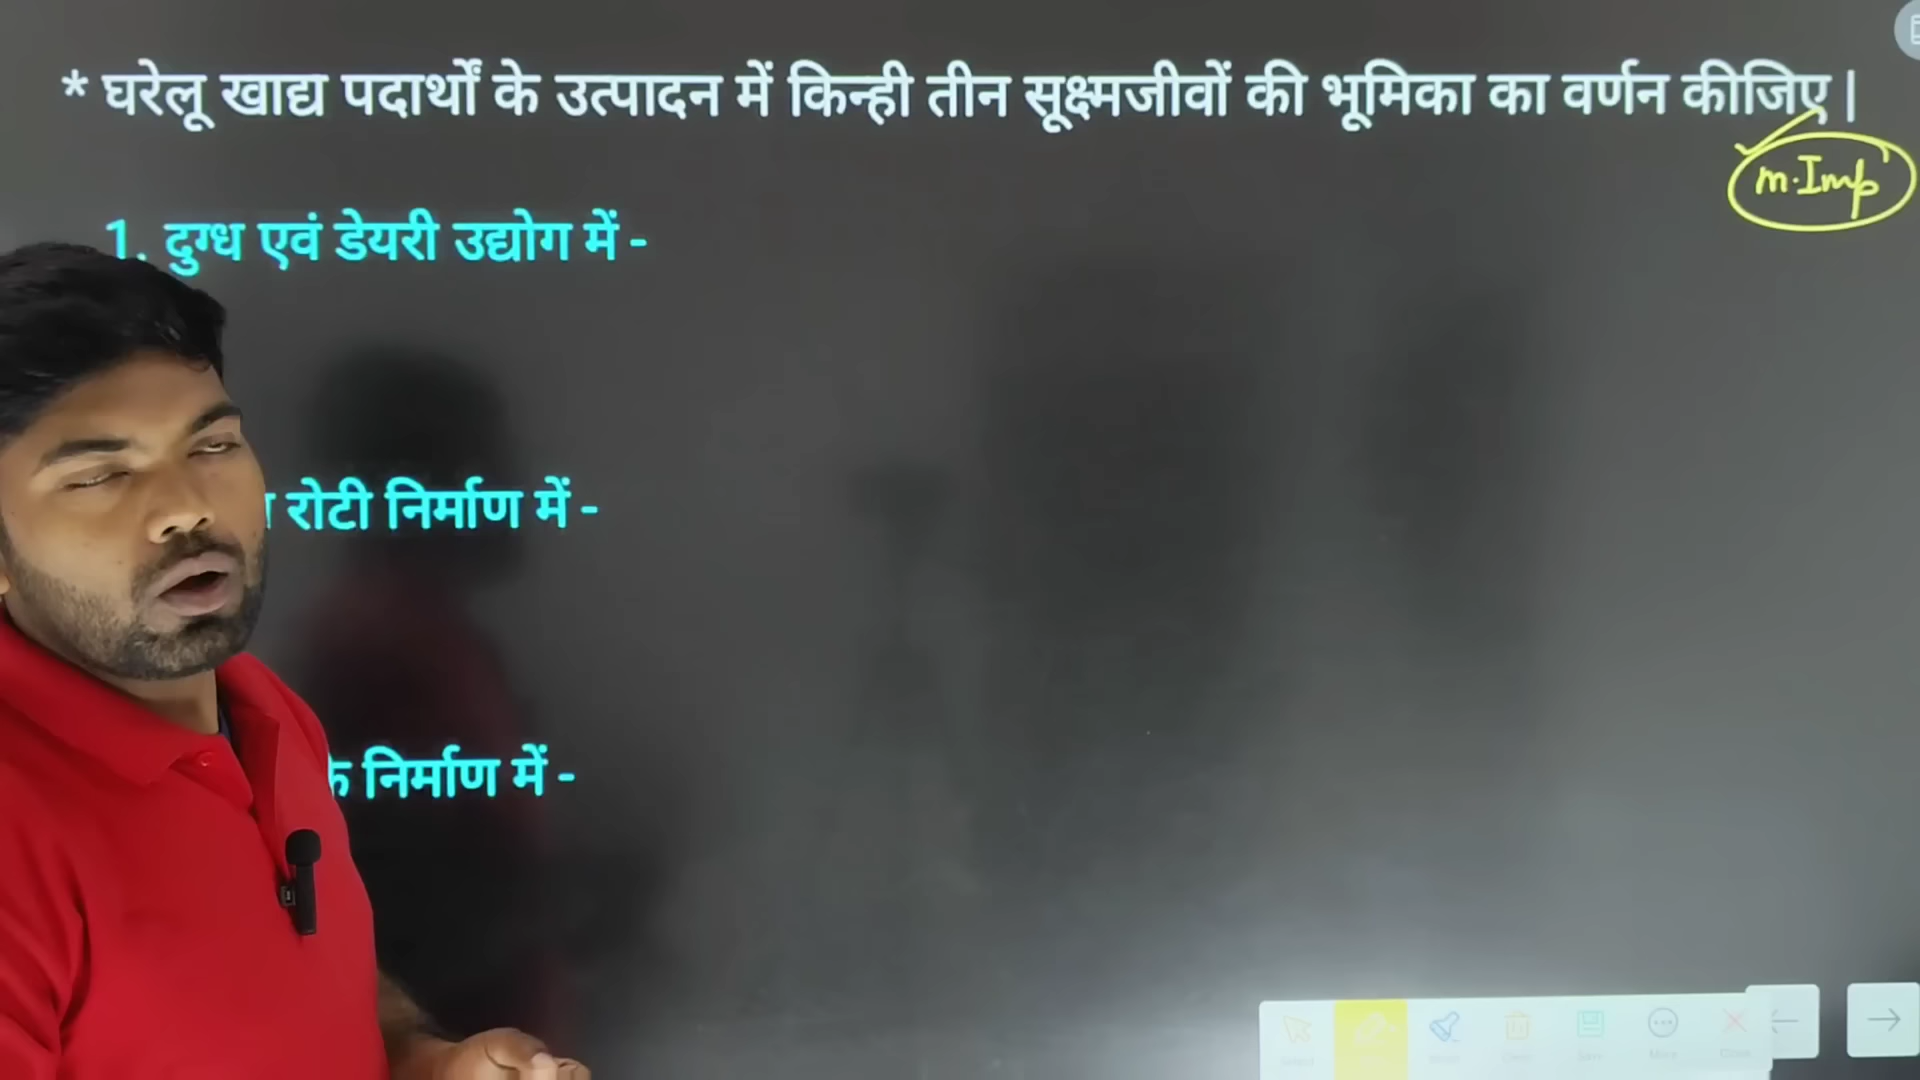 * घरेलू खाद्य पदार्थों के उत्पादन में किन्ही तीन सूक्ष्मजीवों की भूमिका का वर्णन कीजिए |
m.Imp
1. दुग्ध एवं डेयरी उद्योग में -
रोटी निर्माण में -
के निर्माण में -